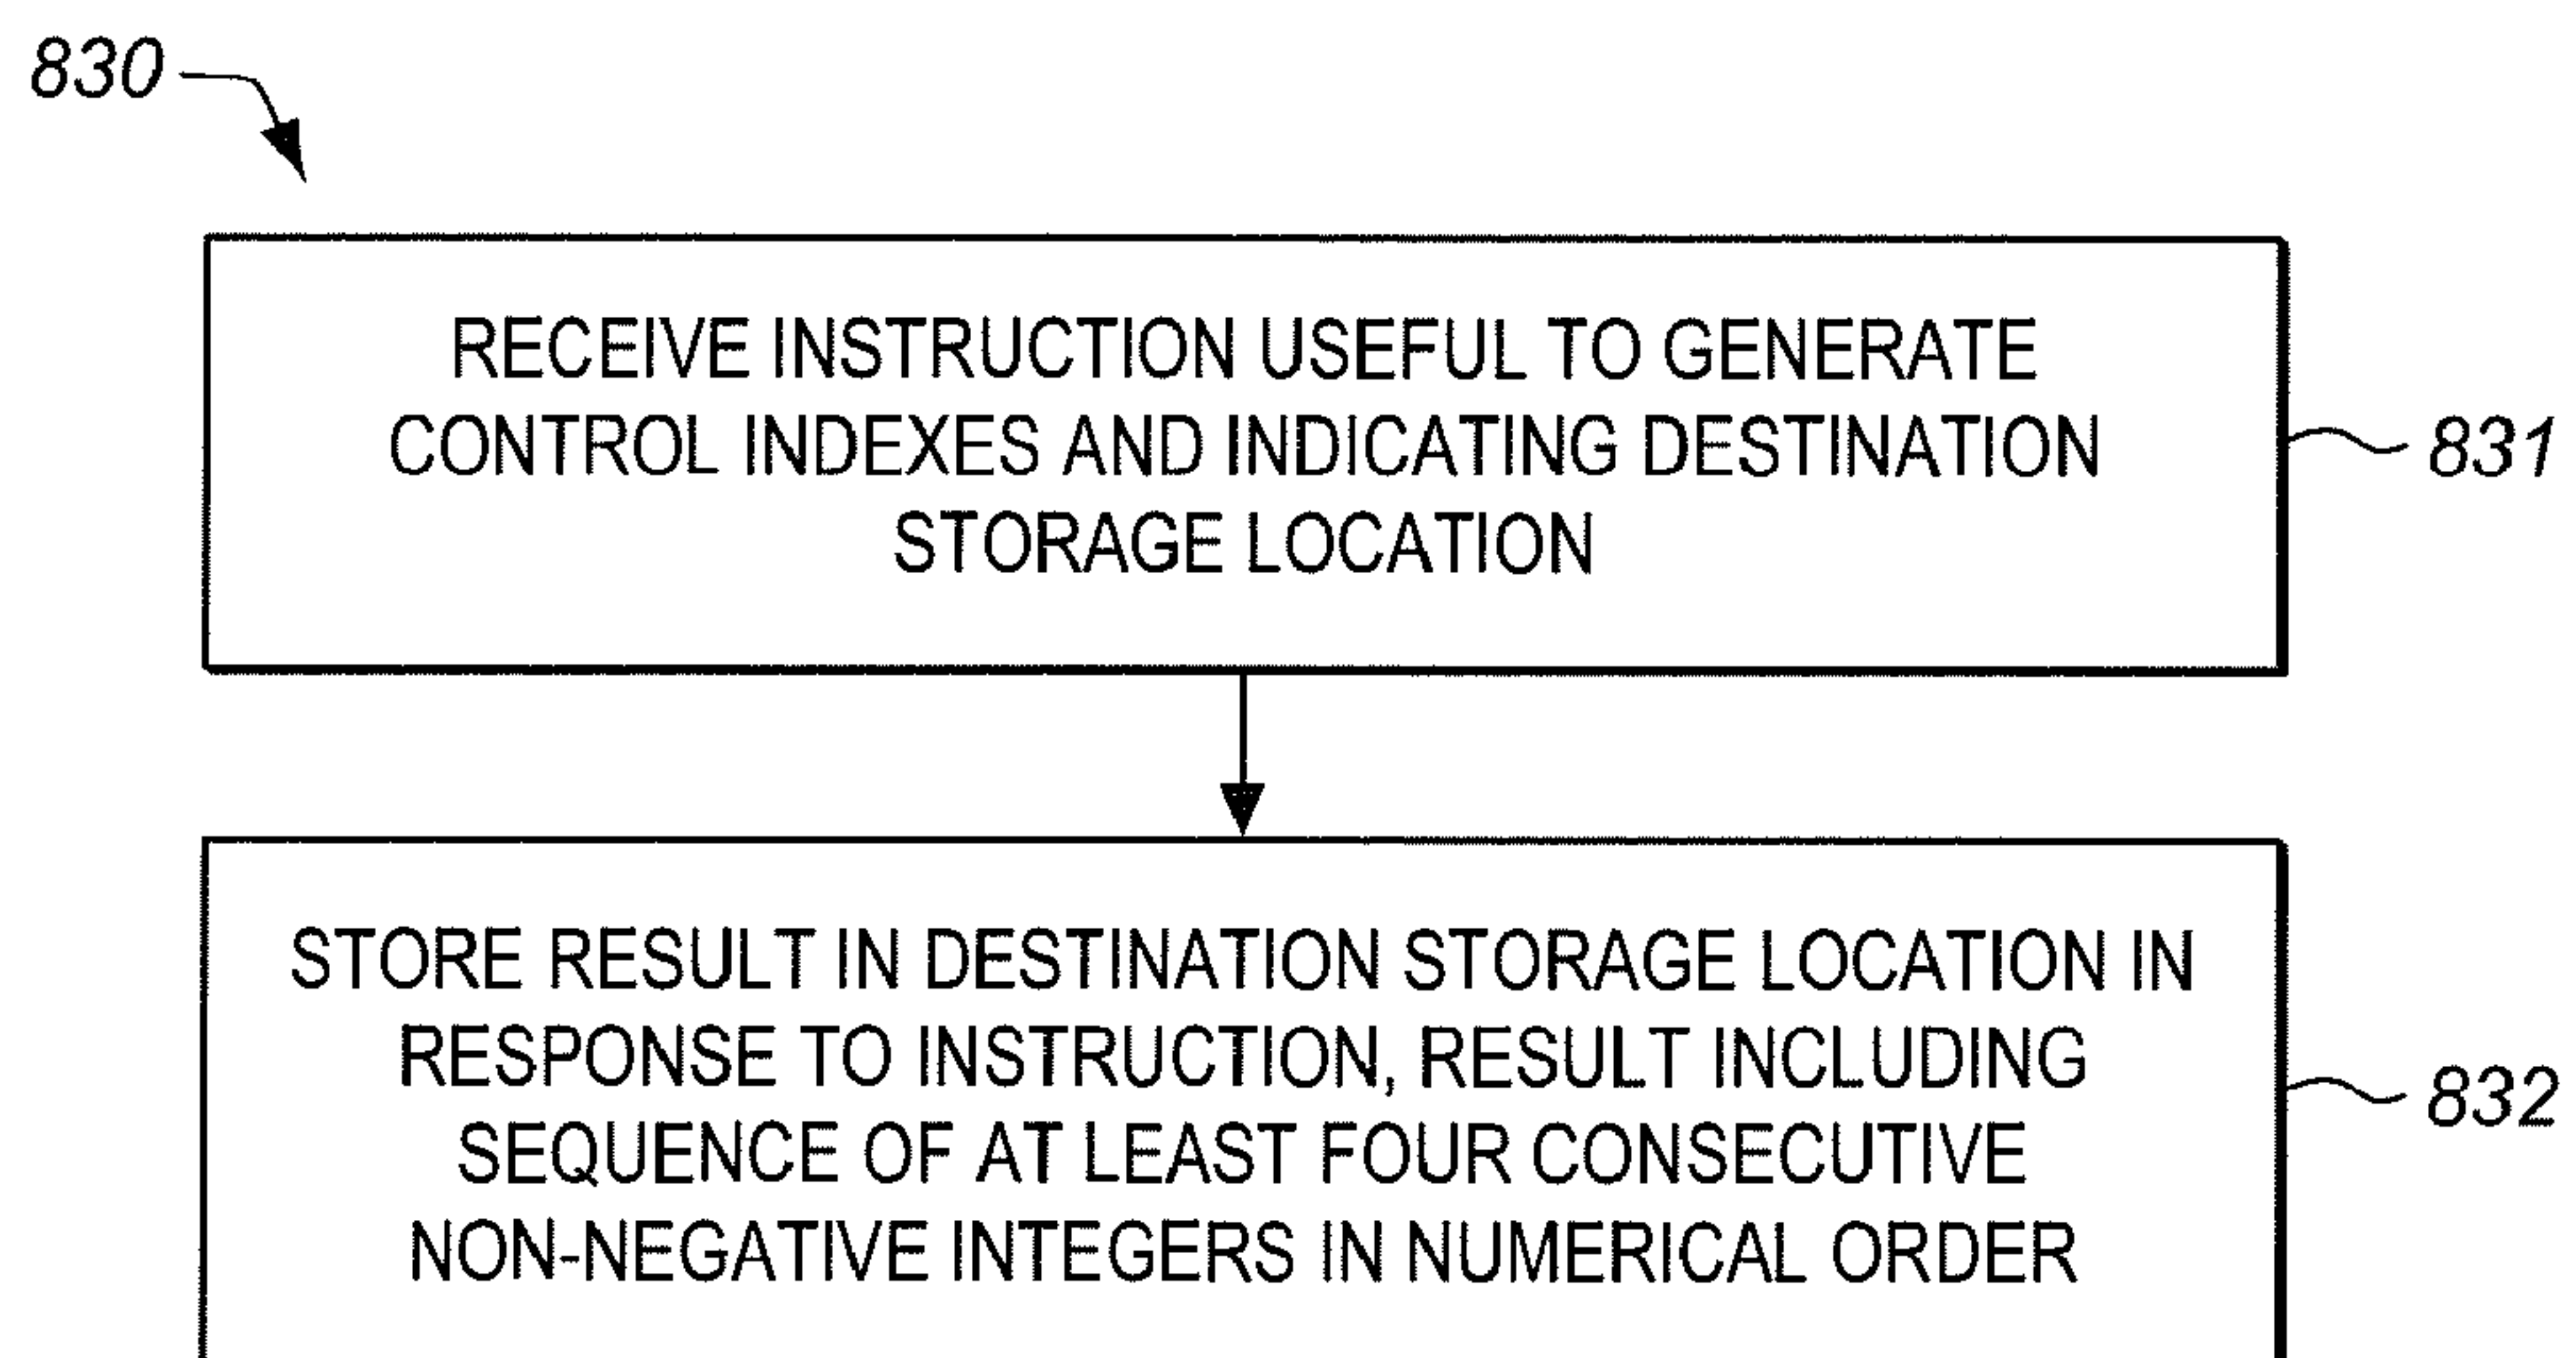 830
RECEIVE INSTRUCTION USEFUL TO GENERATE
CONTROL INDEXES AND INDICATING DESTINATION
STORAGE LOCATION
831
STORE RESULT IN DESTINATION STORAGE LOCATION IN
RESPONSE TO INSTRUCTION, RESULT INCLUDING
SEQUENCE OF AT LEAST FOUR CONSECUTIVE
NON-NEGATIVE INTEGERS IN NUMERICAL ORDER
832